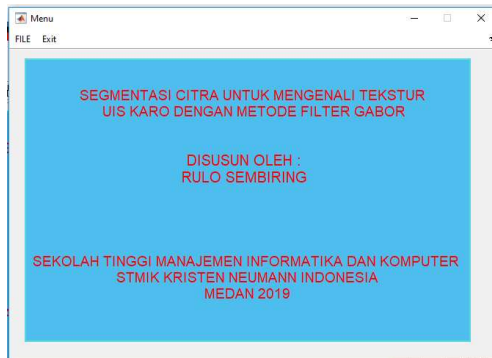 Menu
FILE Exit
SEGMENTASI CITRA UNTUK MENGENALI TEKSTUR
UIS KARO DENGAN METODE FILTER GABOR
DISUSUN OLEH :
RULO SEMBIRING
SEKOLAH TINGGI MANAJEMEN INFORMATIKA DAN KOMPUTER
STMIK KRISTEN NEUMANN INDONESIA
MEDAN 2019